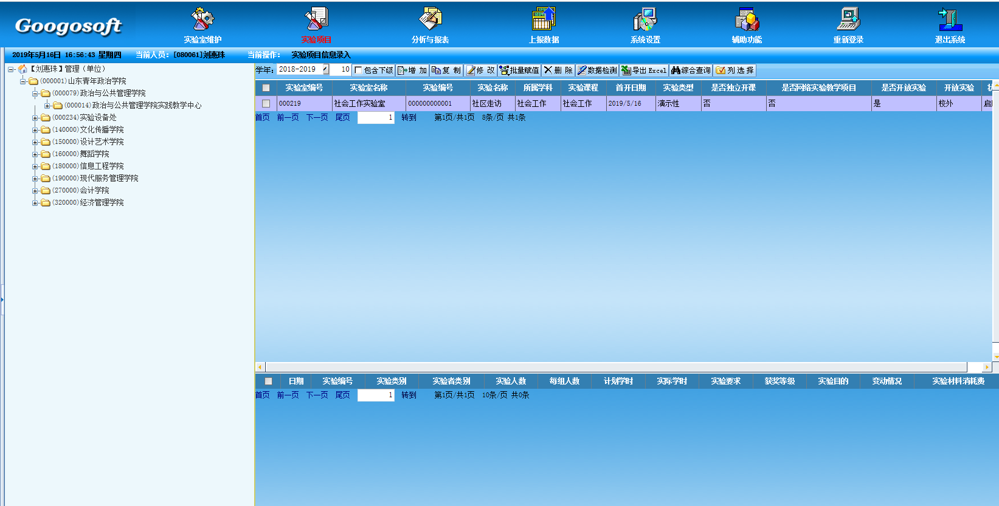 Googosoft
实验室维护 实验项目 分析与报表 上报数据 系统设置 辅助功能 重新登录 退出系统
2019年5月16日 16:56:43 星期四 当前人员：[080061]刘惠珠 当前操作： 实验项目信息录入
【刘惠珠】管理（单位）
(000001)山东青年政治学院
(000079)政治与公共管理学院
(000014)政治与公共管理学院实践教学中心
(000234)实验设备处
(140000)文化传播学院
(150000)设计艺术学院
(160000)舞蹈学院
(180000)信息工程学院
(190000)现代服务管理学院
(270000)会计学院
(320000)经济管理学院
学年： 2018-2019 10 包含下级 增 加 复 制 修 改 批量赋值 删 除 数据检测 导出Excel 综合查询 列 选 择
实验室编号 实验室名称 实验编号 实验名称 所属学科 实验课程 首开日期 实验类型 是否独立开课 是否网络实验教学项目 是否开放实验 开放实验
000219 社会工作实验室 000000000001 社区走访 社会工作 社会工作 2019/5/16 演示性 否 否 是 校外
首页 前一页 下一页 尾页 1 转到 第1页/共1页 8条/页 共1条
日期 实验编号 实验类别 实验者类别 实验人数 每组人数 计划学时 实际学时 实验要求 获奖等级 实验目的 变动情况 实验材料消耗费
首页 前一页 下一页 尾页 1 转到 第1页/共1页 10条/页 共0条